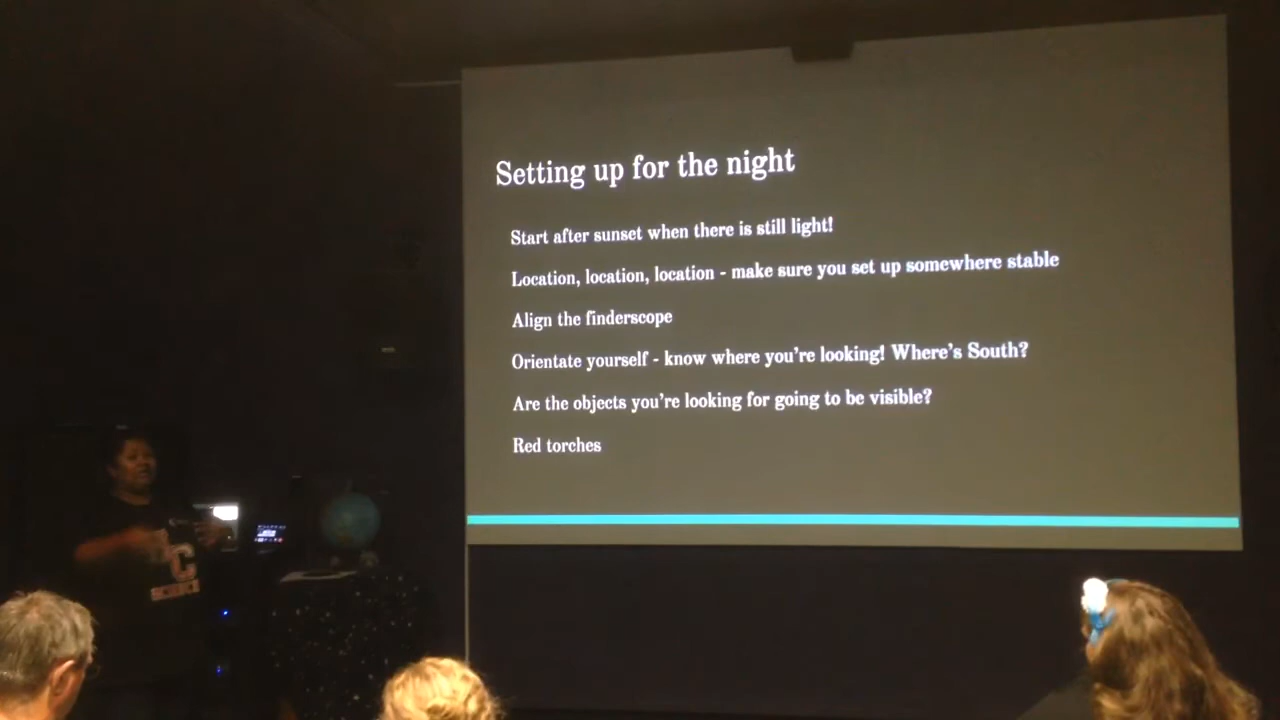 Setting up for the night
Start after sunset when there is still light!
Location, location, location - make sure you set up somewhere stable
Align the finderscope
Orientate yourself - know where you're looking! Where's South?
Are the objects you're looking for going to be visible?
Red torches